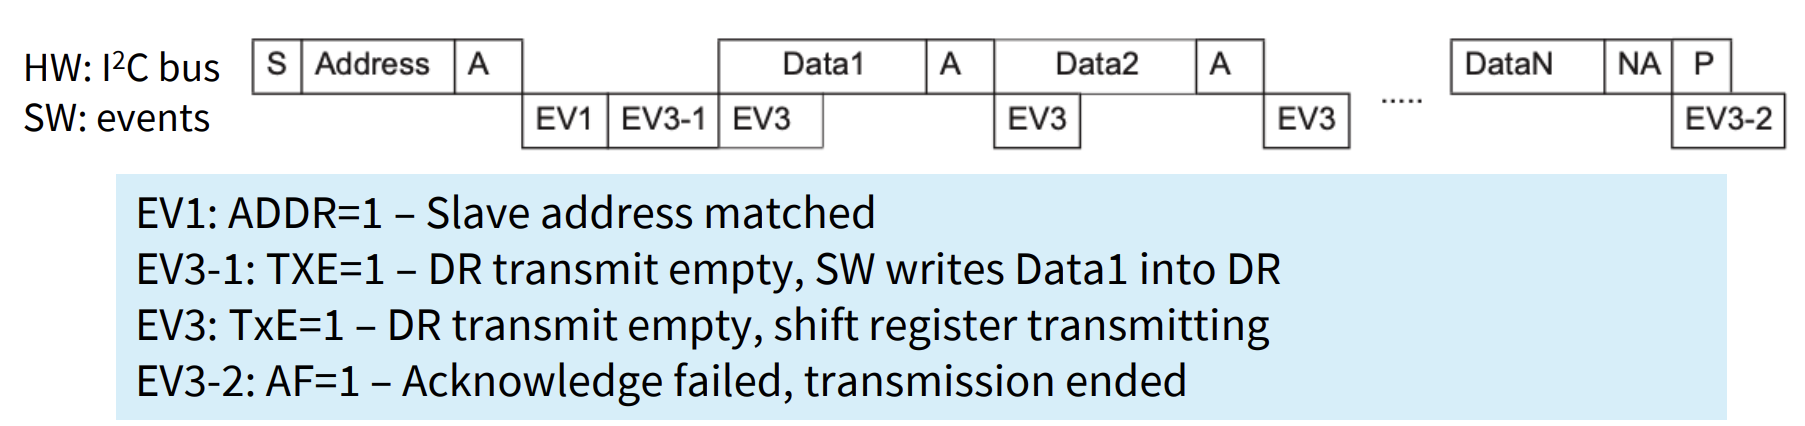 HW: I²C bus S Address A Data1 A Data2 A ..... DataN NA P
SW: events EV1 EV3-1 EV3 EV3 EV3 EV3-2
EV1: ADDR=1 – Slave address matched
EV3-1: TXE=1 – DR transmit empty, SW writes Data1 into DR
EV3: TxE=1 – DR transmit empty, shift register transmitting
EV3-2: AF=1 – Acknowledge failed, transmission ended